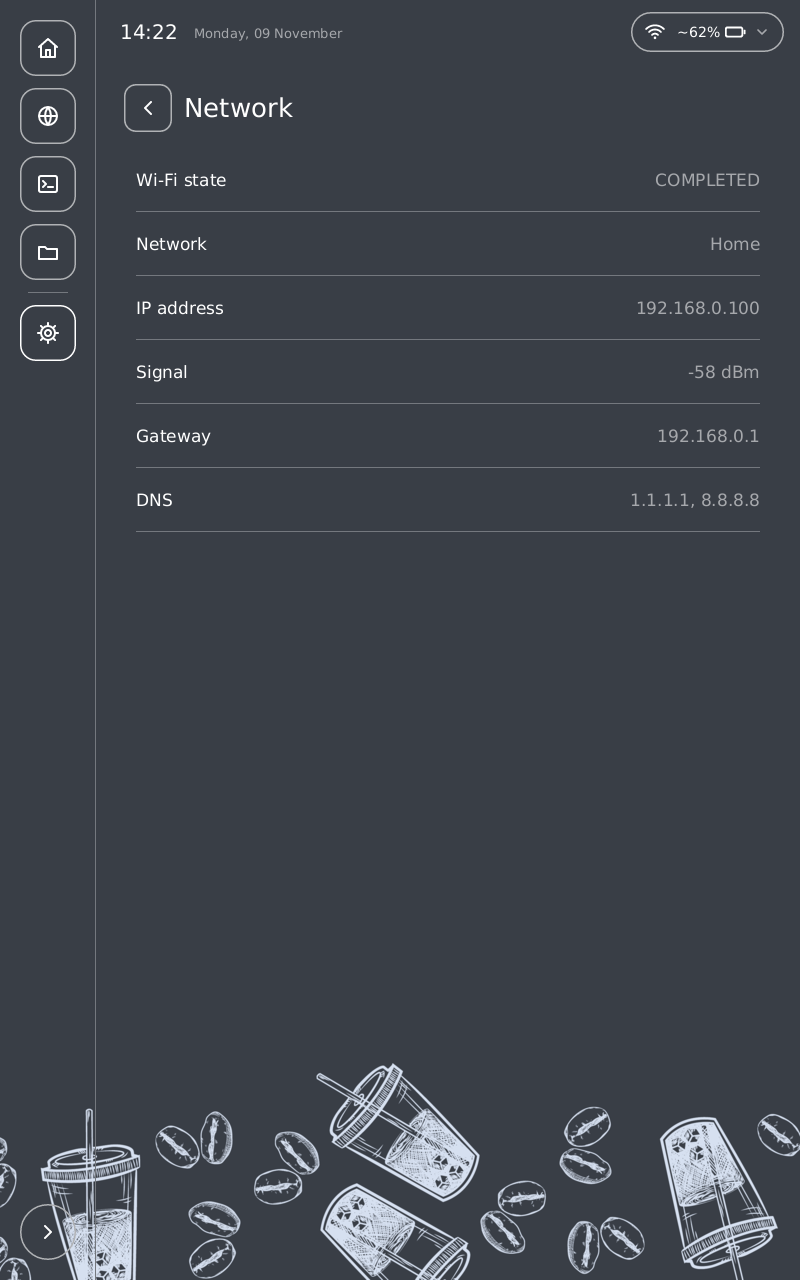 14:22 Monday, 09 November ~62%
Network
Wi-Fi state COMPLETED
Network Home
IP address 192.168.0.100
Signal -58 dBm
Gateway 192.168.0.1
DNS 1.1.1.1, 8.8.8.8